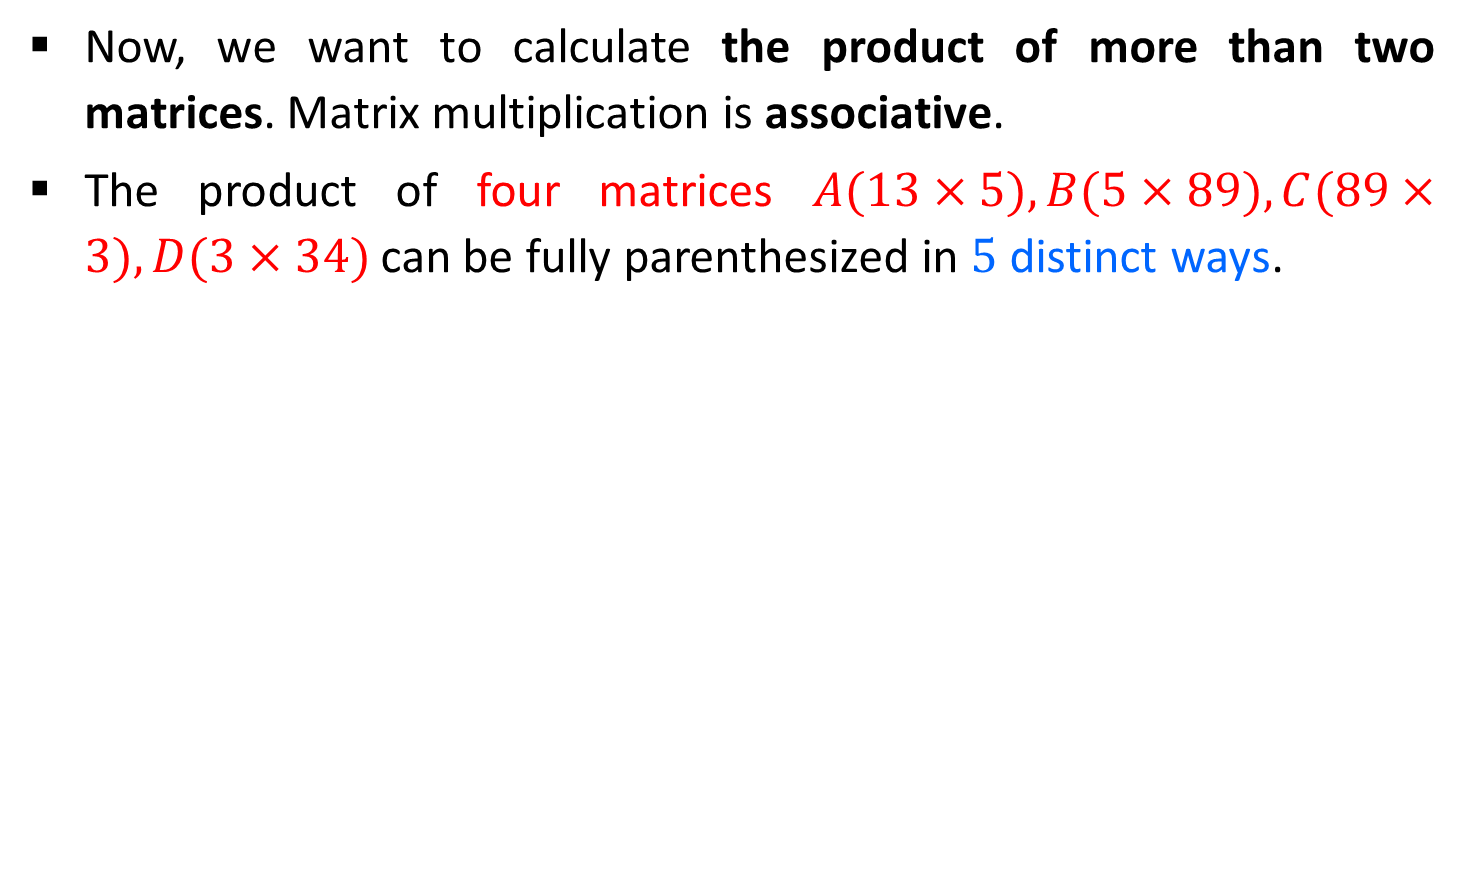 ▪ Now, we want to calculate the product of more than two
matrices. Matrix multiplication is associative.
▪ The product of four matrices A(13 × 5), B(5 × 89), C(89 ×
3), D(3 × 34) can be fully parenthesized in 5 distinct ways.